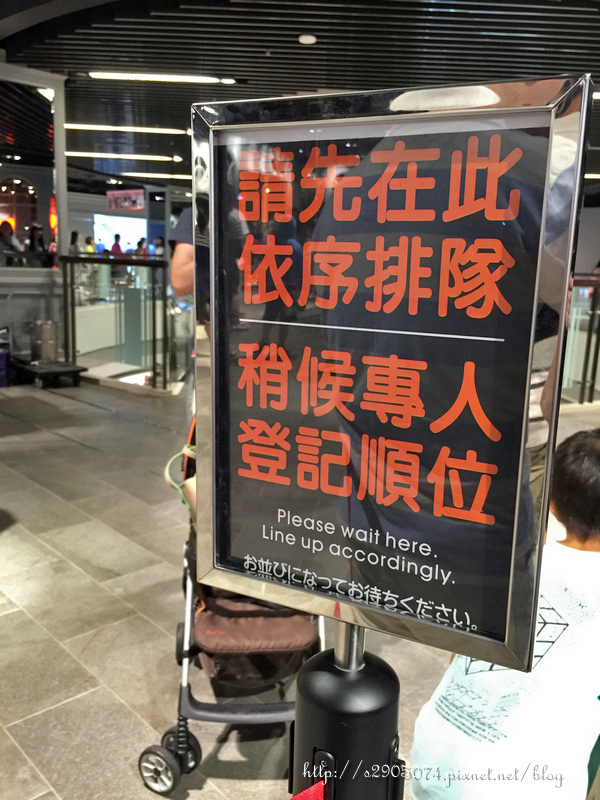 請先在此
依序排隊
稍候專人
登記順位
Please wait here.
Line up accordingly.
お並びになってお待ちください。
http://s2905074.pixnet.net/blog